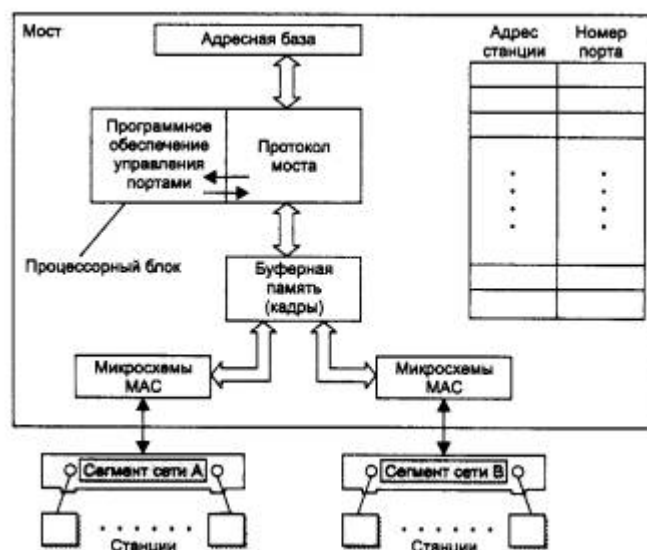 Мост
Адресная база
Адрес
станции
Номер
порта
Программное
обеспечение
управления
портами
Протокол
моста
Процессорный блок
Буферная
память
(кадры)
Микросхемы
MAC
Микросхемы
MAC
Сегмент сети A
Сегмент сети B
Станции
Станции